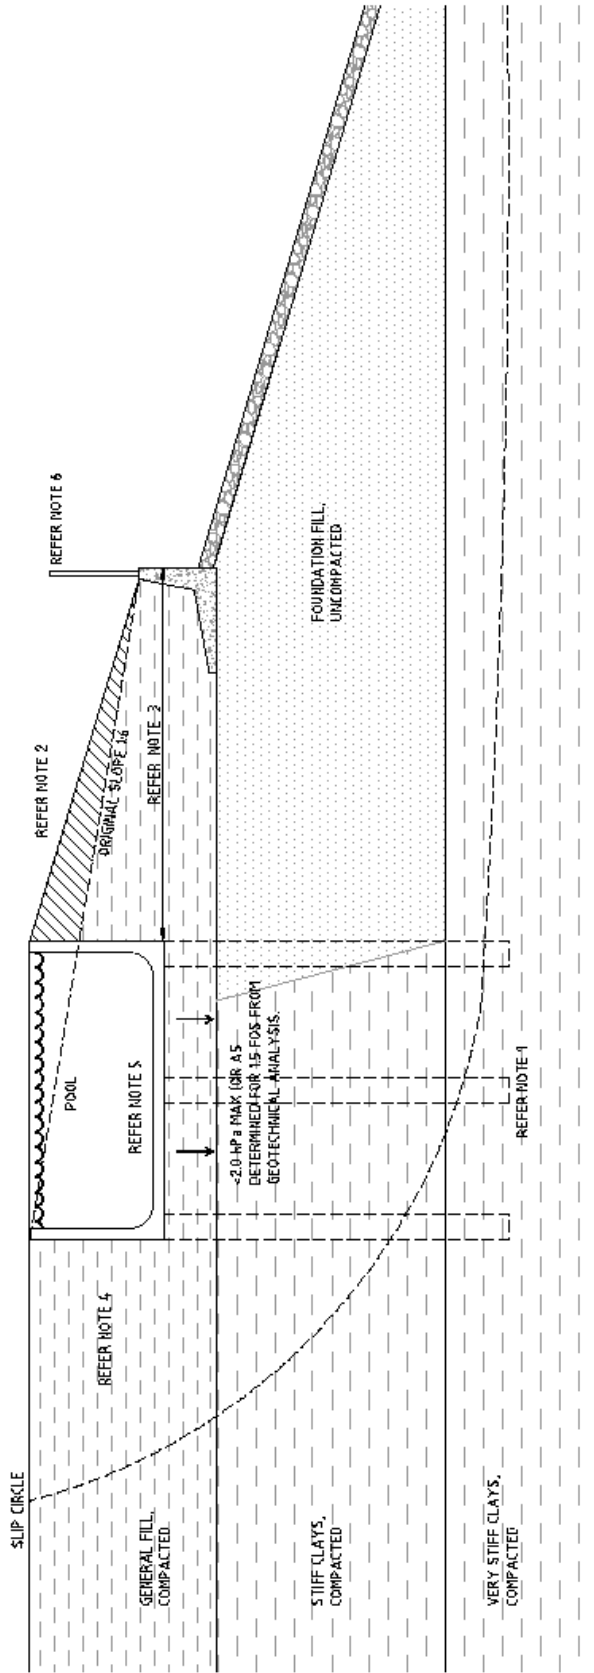 SLIP CIRCLE
REFER NOTE 4
POOL
REFER NOTE 5
REFER NOTE 2
ORIGINAL SLOPE 1:6
REFER NOTE 3
REFER NOTE 6
GENERAL FILL,
COMPACTED
<2.0 kPa MAX (OR AS
DETERMINED FOR 1.5 FOS FROM
GEOTECHNICAL ANALYSIS.
STIFF CLAYS,
COMPACTED
FOUNDATION FILL,
UNCOMPACTED
VERY STIFF CLAYS,
COMPACTED
REFER NOTE 1